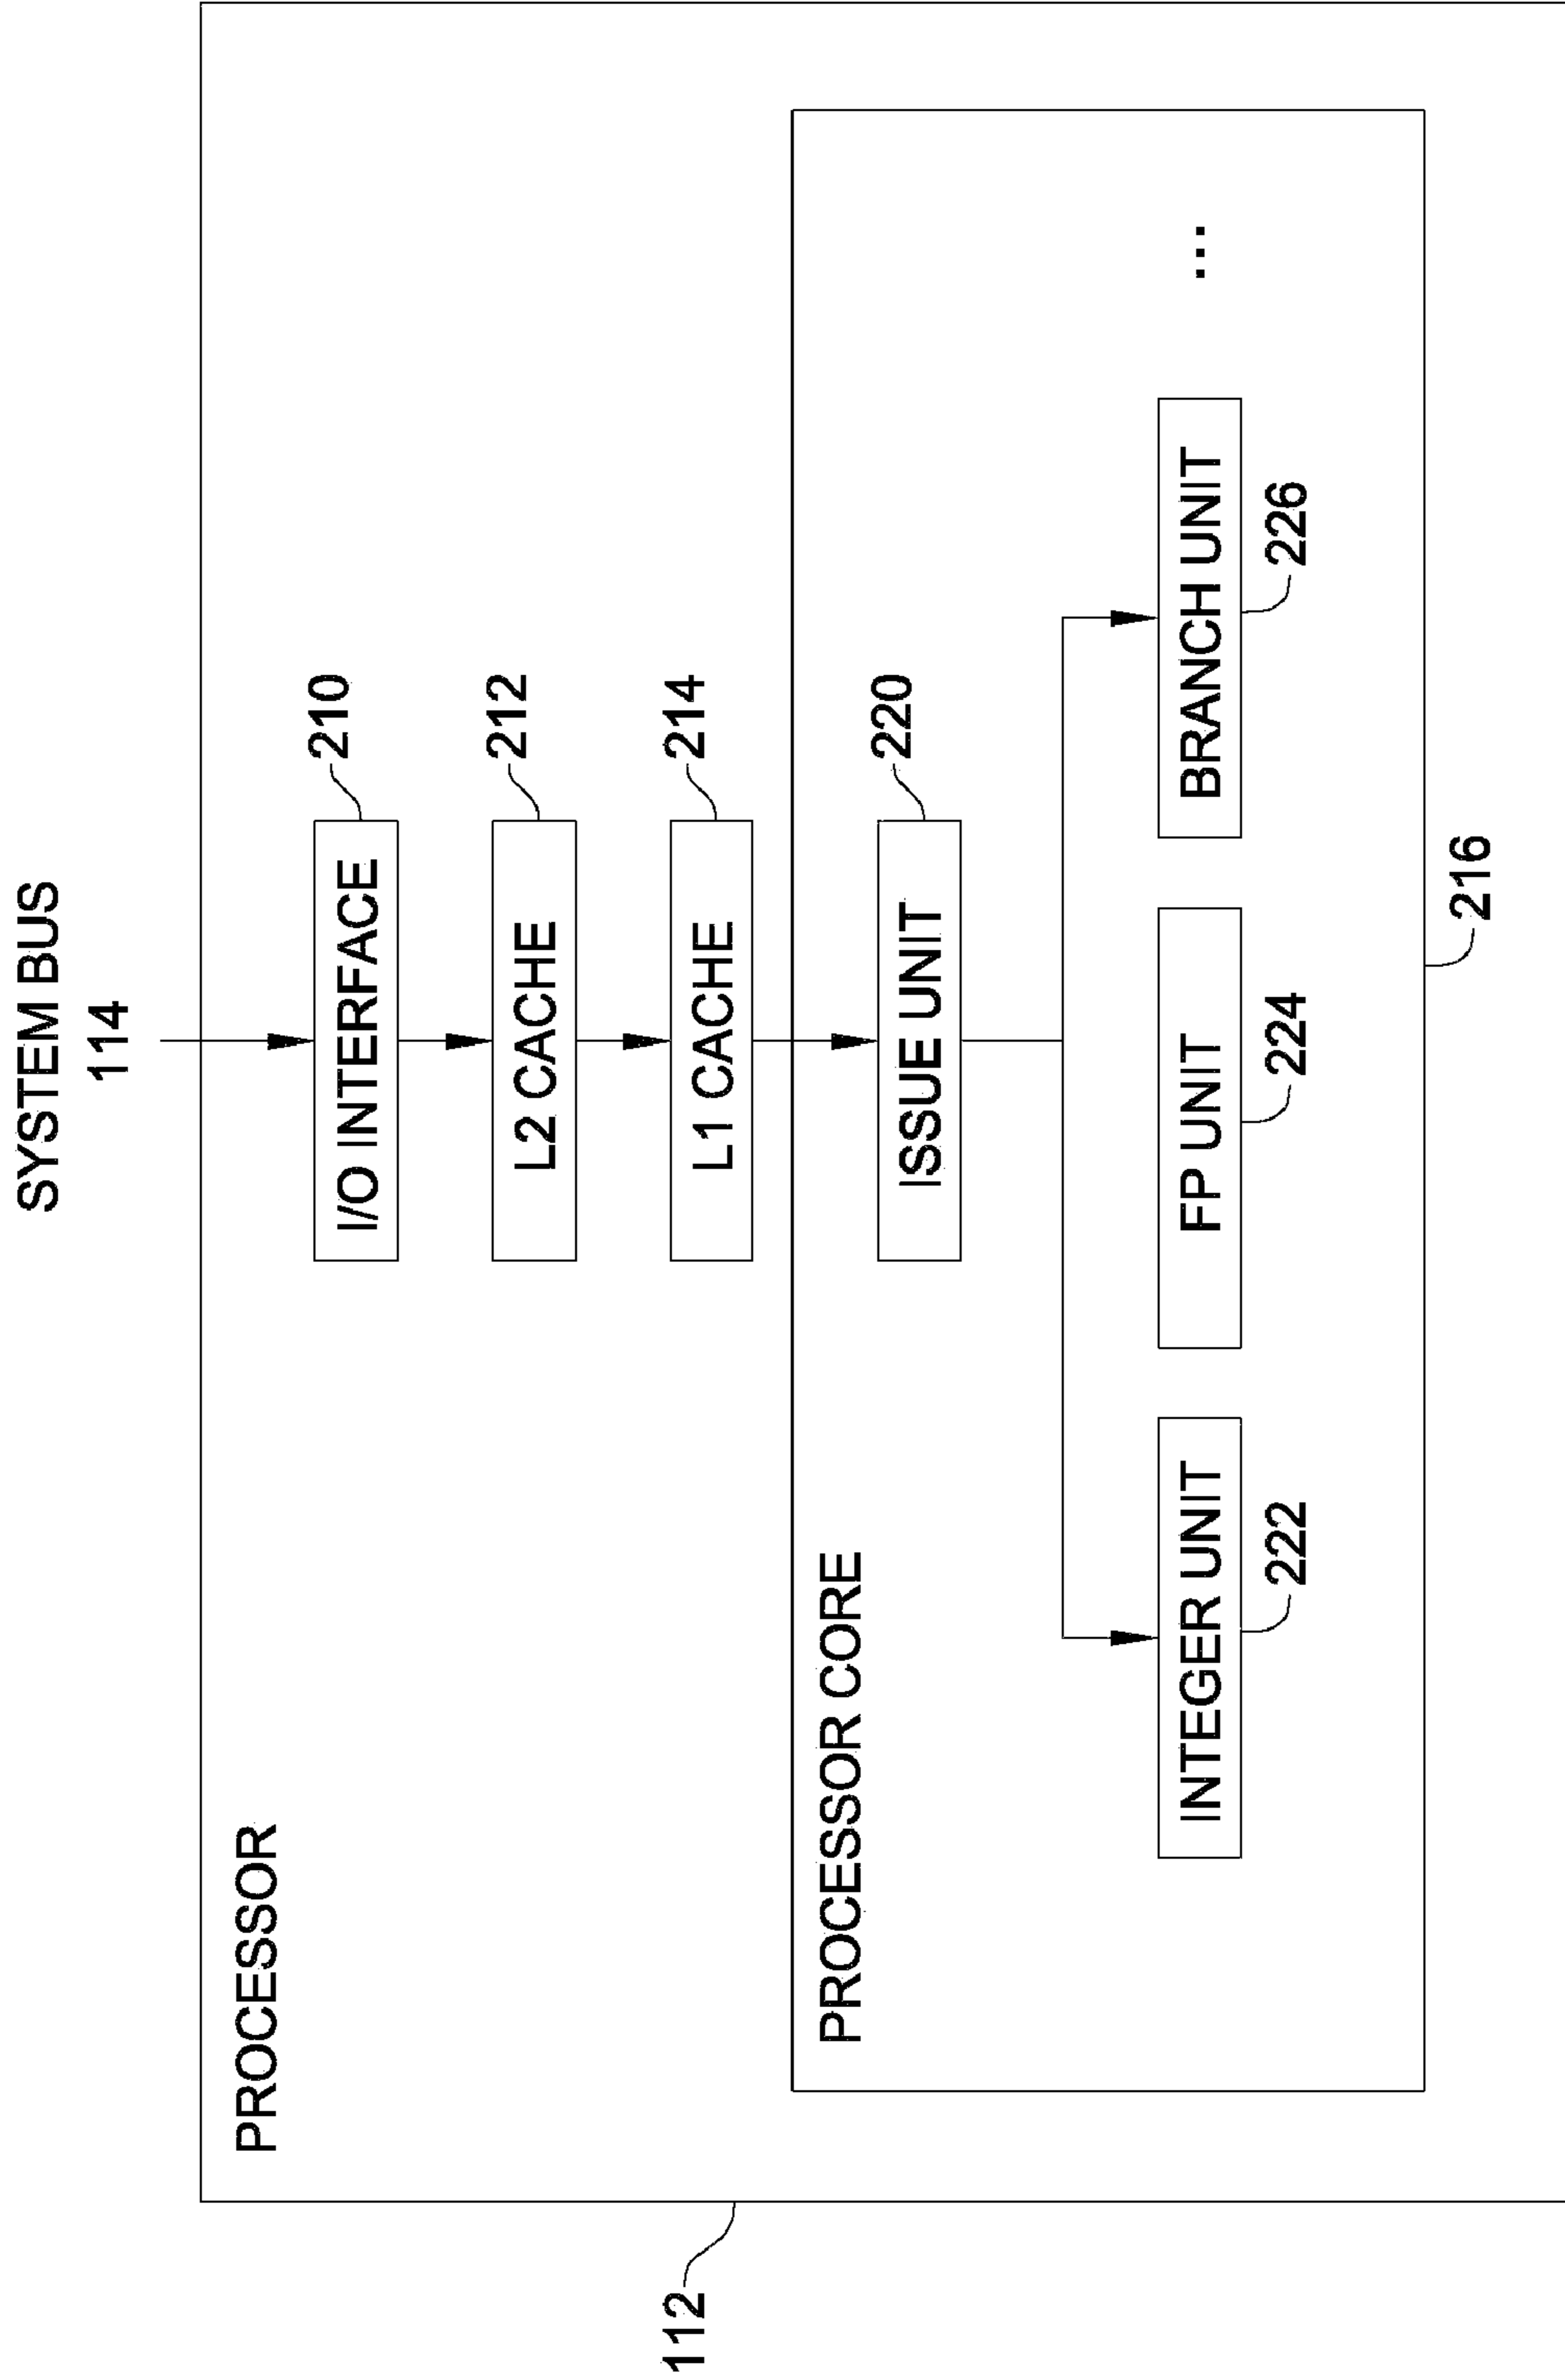 SYSTEM BUS
114
PROCESSOR
112
I/O INTERFACE
210
L2 CACHE
212
L1 CACHE
214
PROCESSOR CORE
ISSUE UNIT
220
INTEGER UNIT
222
FP UNIT
224
BRANCH UNIT
226
...
216